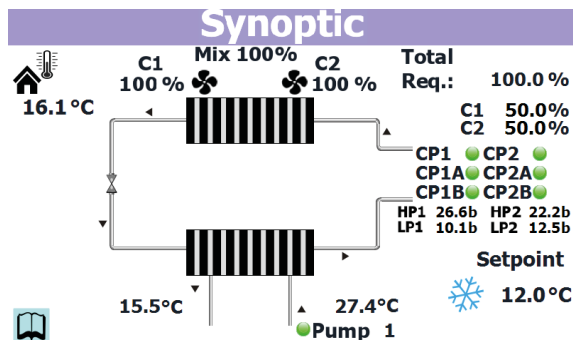 Synoptic
C1 Mix 100% C2
100 % 100 %
Total
Req.: 100.0 %
16.1 °C
C1 50.0%
C2 50.0%
CP1 CP2
CP1A CP2A
CP1B CP2B
HP1 26.6b HP2 22.2b
LP1 10.1b LP2 12.5b
Setpoint
12.0 °C
15.5°C 27.4°C
Pump 1